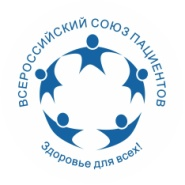 ВСЕРОССИЙСКИЙ СОЮЗ ПАЦИЕНТОВ
Здоровье для всех!